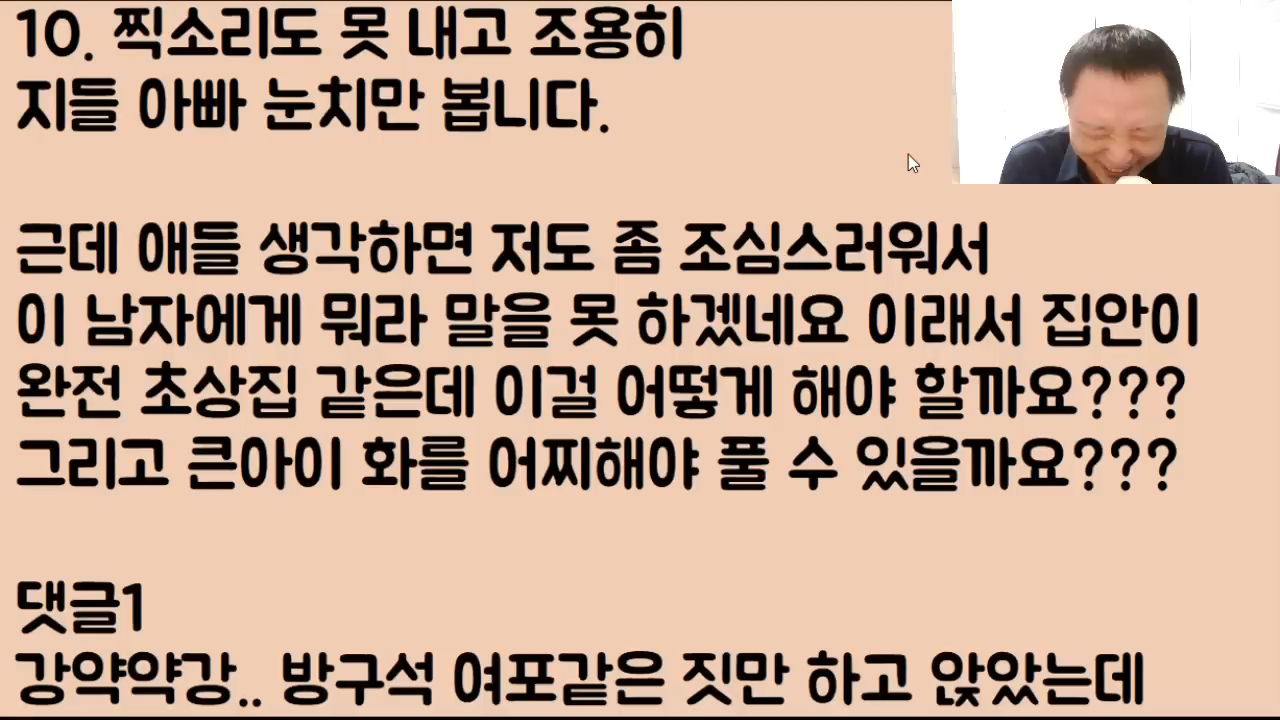 10. 찍소리도 못 내고 조용히
지들 아빠 눈치만 봅니다.
근데 애들 생각하면 저도 좀 조심스러워서
이 남자에게 뭐라 말을 못 하겠네요 이래서 집안이
완전 초상집 같은데 이걸 어떻게 해야 할까요???
그리고 큰아이 화를 어찌해야 풀 수 있을까요???
댓글1
강약약강.. 방구석 여포같은 짓만 하고 앉았는데